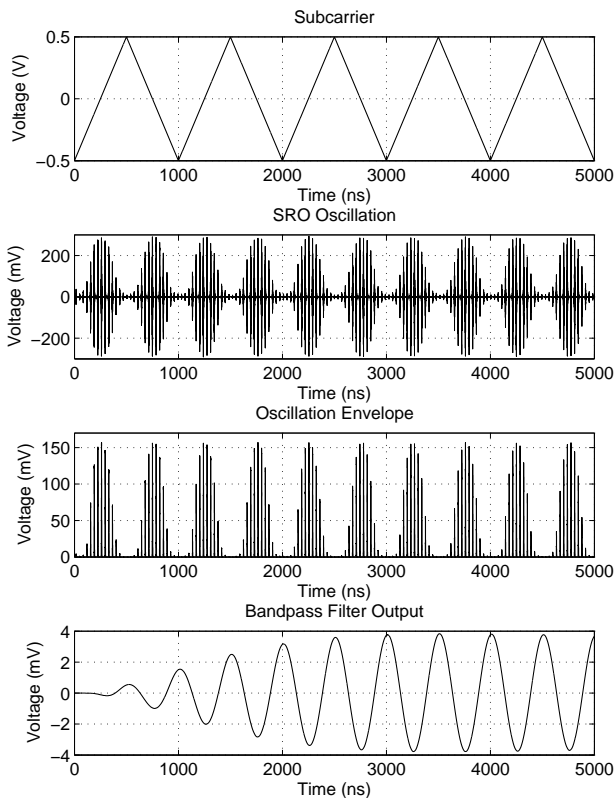 Subcarrier
0.5
0
−0.5
Voltage (V)
0 1000 2000 3000 4000 5000
Time (ns)
SRO Oscillation
200
0
−200
Voltage (mV)
0 1000 2000 3000 4000 5000
Time (ns)
Oscillation Envelope
150
100
50
0
Voltage (mV)
0 1000 2000 3000 4000 5000
Time (ns)
Bandpass Filter Output
4
2
0
−2
−4
Voltage (mV)
0 1000 2000 3000 4000 5000
Time (ns)